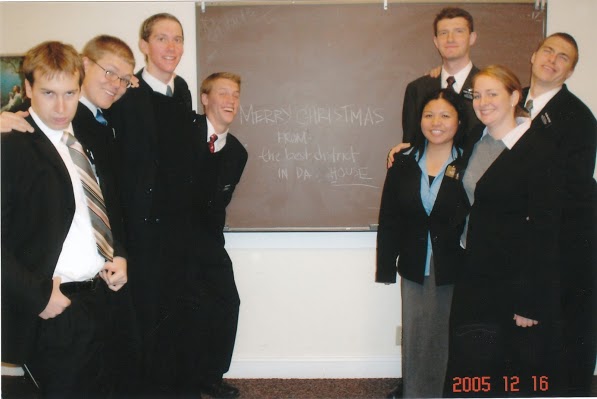 MERRY CHRISTMAS
FROM
the best district
IN DA HOUSE
2005 12 16